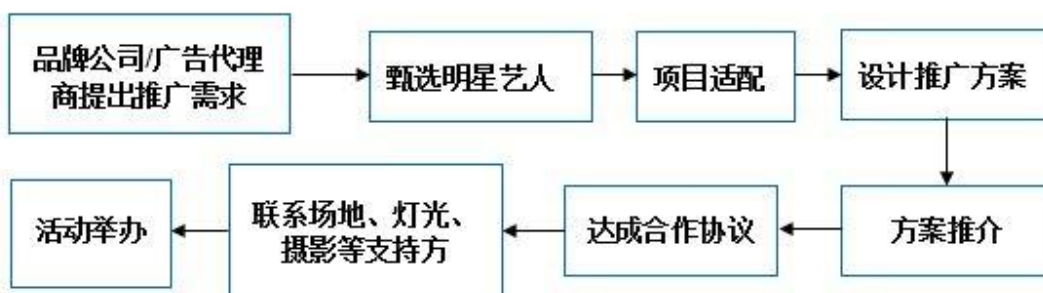 品牌公司/广告代理
商提出推广需求
甄选明星艺人
项目适配
设计推广方案
方案推介
达成合作协议
联系场地、灯光、
摄影等支持方
活动举办